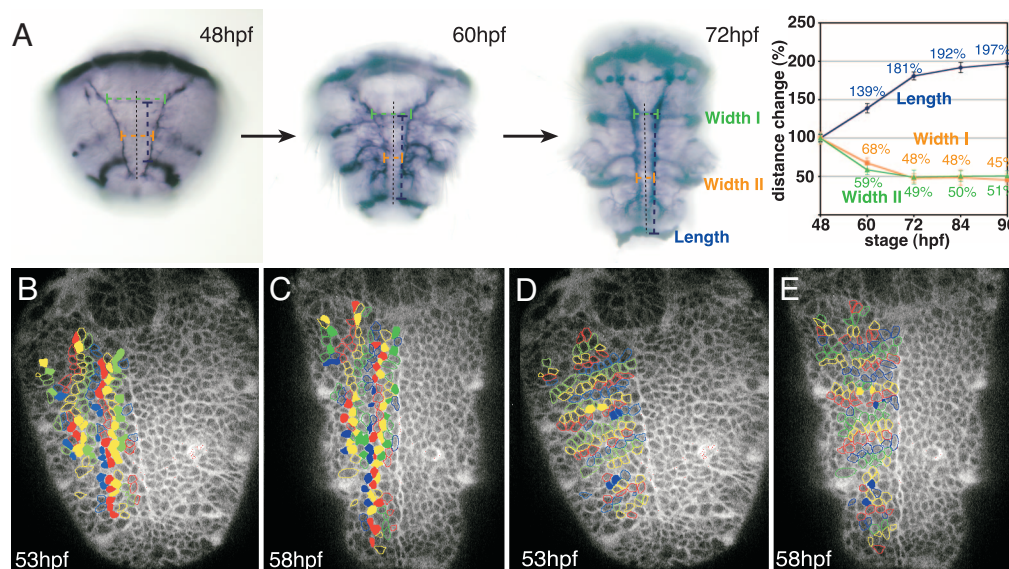 A
48hpf
60hpf
72hpf
Width I
Width II
Length
distance change (%)
250
200
150
100
50
139%
181%
192%
197%
Length
Width I
68%
48%
48%
45%
59%
49%
50%
51%
Width II
48
60
72
84
90
stage (hpf)
B
53hpf
C
58hpf
D
53hpf
E
58hpf